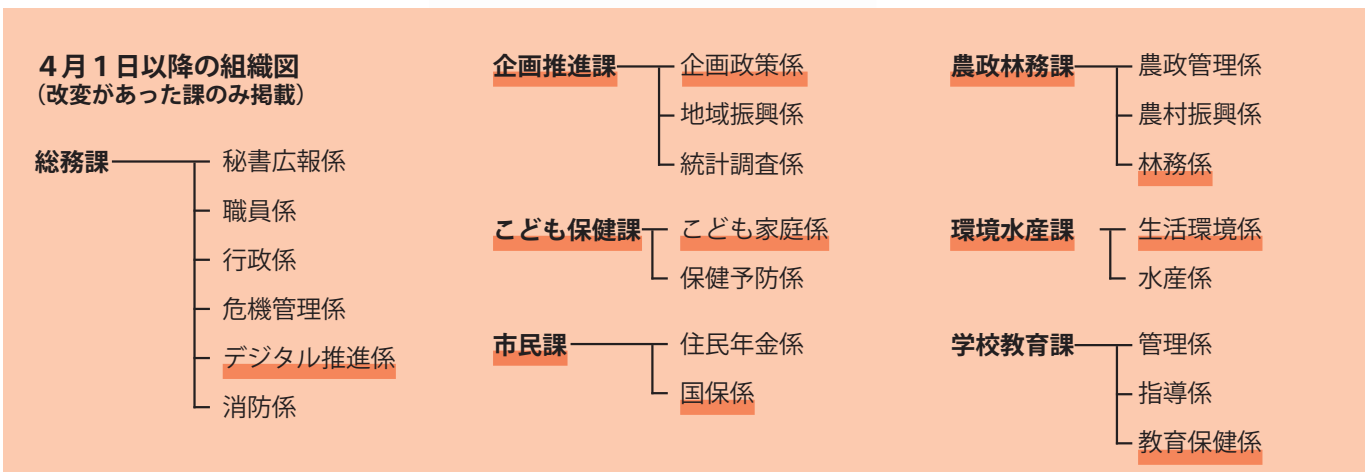 4月1日以降の組織図
（改変があった課のみ掲載）
総務課
秘書広報係
職員係
行政係
危機管理係
デジタル推進係
消防係
企画推進課
企画政策係
地域振興係
統計調査係
こども保健課
こども家庭係
保健予防係
市民課
住民年金係
国保係
農政林務課
農政管理係
農村振興係
林務係
環境水産課
生活環境係
水産係
学校教育課
管理係
指導係
教育保健係